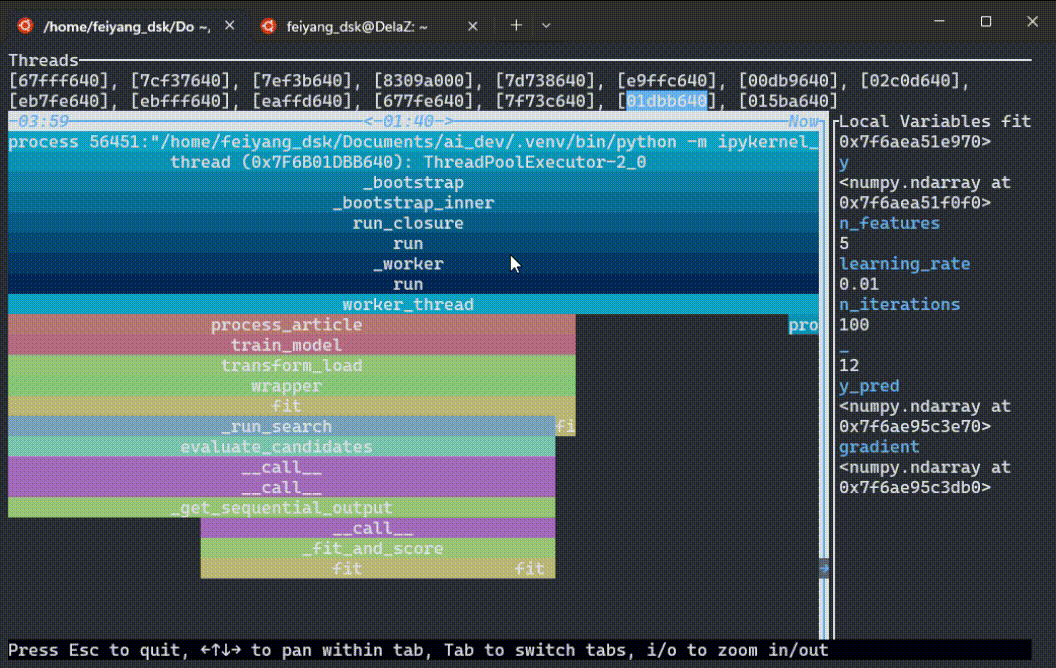 /home/feiyang_dsk/Do ~, feiyang_dsk@DelaZ: ~
Threads
[67fff640], [7cf37640], [7ef3b640], [8309a000], [7d738640], [e9ffc640], [00db9640], [02c0d640],
[eb7fe640], [ebfff640], [eaffd640], [677fe640], [7f73c640], [01dbb640], [015ba640]
-03:59 <-01:40-> Now
process 56451:"/home/feiyang_dsk/Documents/ai_dev/.venv/bin/python -m ipykernel_
thread (0x7F6B01DBB640): ThreadPoolExecutor-2_0
_bootstrap
_bootstrap_inner
run_closure
run
_worker
run
worker_thread
process_article pro
train_model
transform_load
wrapper
fit
_run_search fi
evaluate_candidates
__call__
__call__
_get_sequential_output
__call__
_fit_and_score
fit fit
Local Variables fit
0x7f6aea51e970>
y
<numpy.ndarray at
0x7f6aea51f0f0>
n_features
5
learning_rate
0.01
n_iterations
100
_
12
y_pred
<numpy.ndarray at
0x7f6ae95c3e70>
gradient
<numpy.ndarray at
0x7f6ae95c3db0>
Press Esc to quit, ←↑↓→ to pan within tab, Tab to switch tabs, i/o to zoom in/out